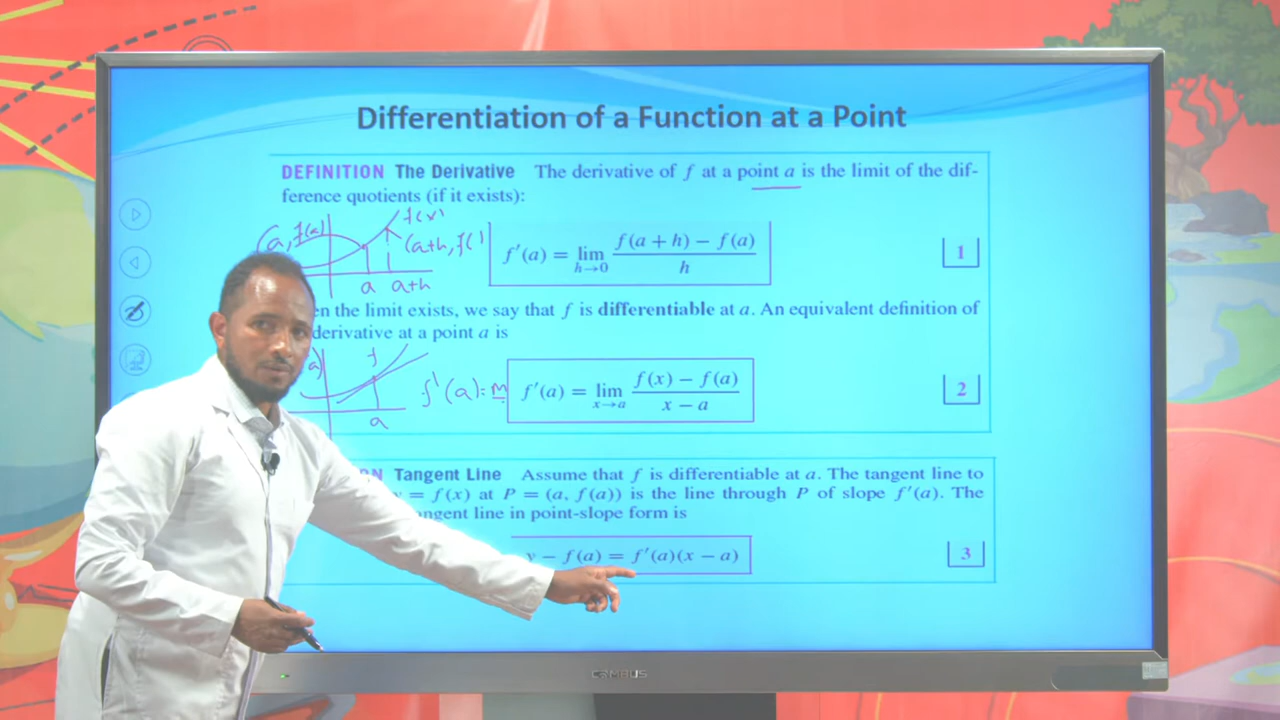 Differentiation of a Function at a Point
DEFINITION The Derivative The derivative of f at a point a is the limit of the dif-
ference quotients (if it exists):
f(x)
(a, f(a))
(a+h, f(
a a+h
f′(a) = lim h→0 f(a + h) − f(a) / h
1
en the limit exists, we say that f is differentiable at a. An equivalent definition of
derivative at a point a is
a)
f
a
f'(a) = m
f′(a) = lim x→a f(x) − f(a) / x − a
2
ON Tangent Line Assume that f is differentiable at a. The tangent line to
= f(x) at P = (a, f(a)) is the line through P of slope f′(a). The
ngent line in point-slope form is
y − f(a) = f′(a)(x − a)
3